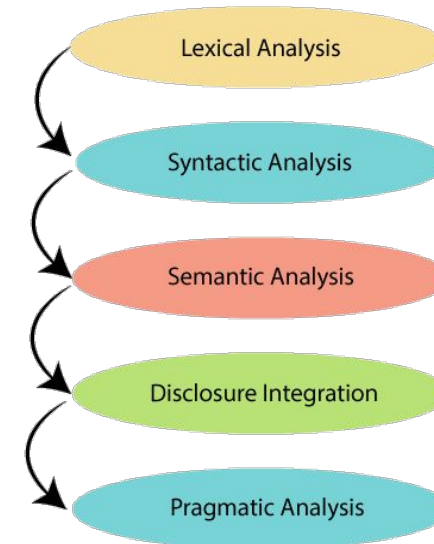 Lexical Analysis
Syntactic Analysis
Semantic Analysis
Disclosure Integration
Pragmatic Analysis